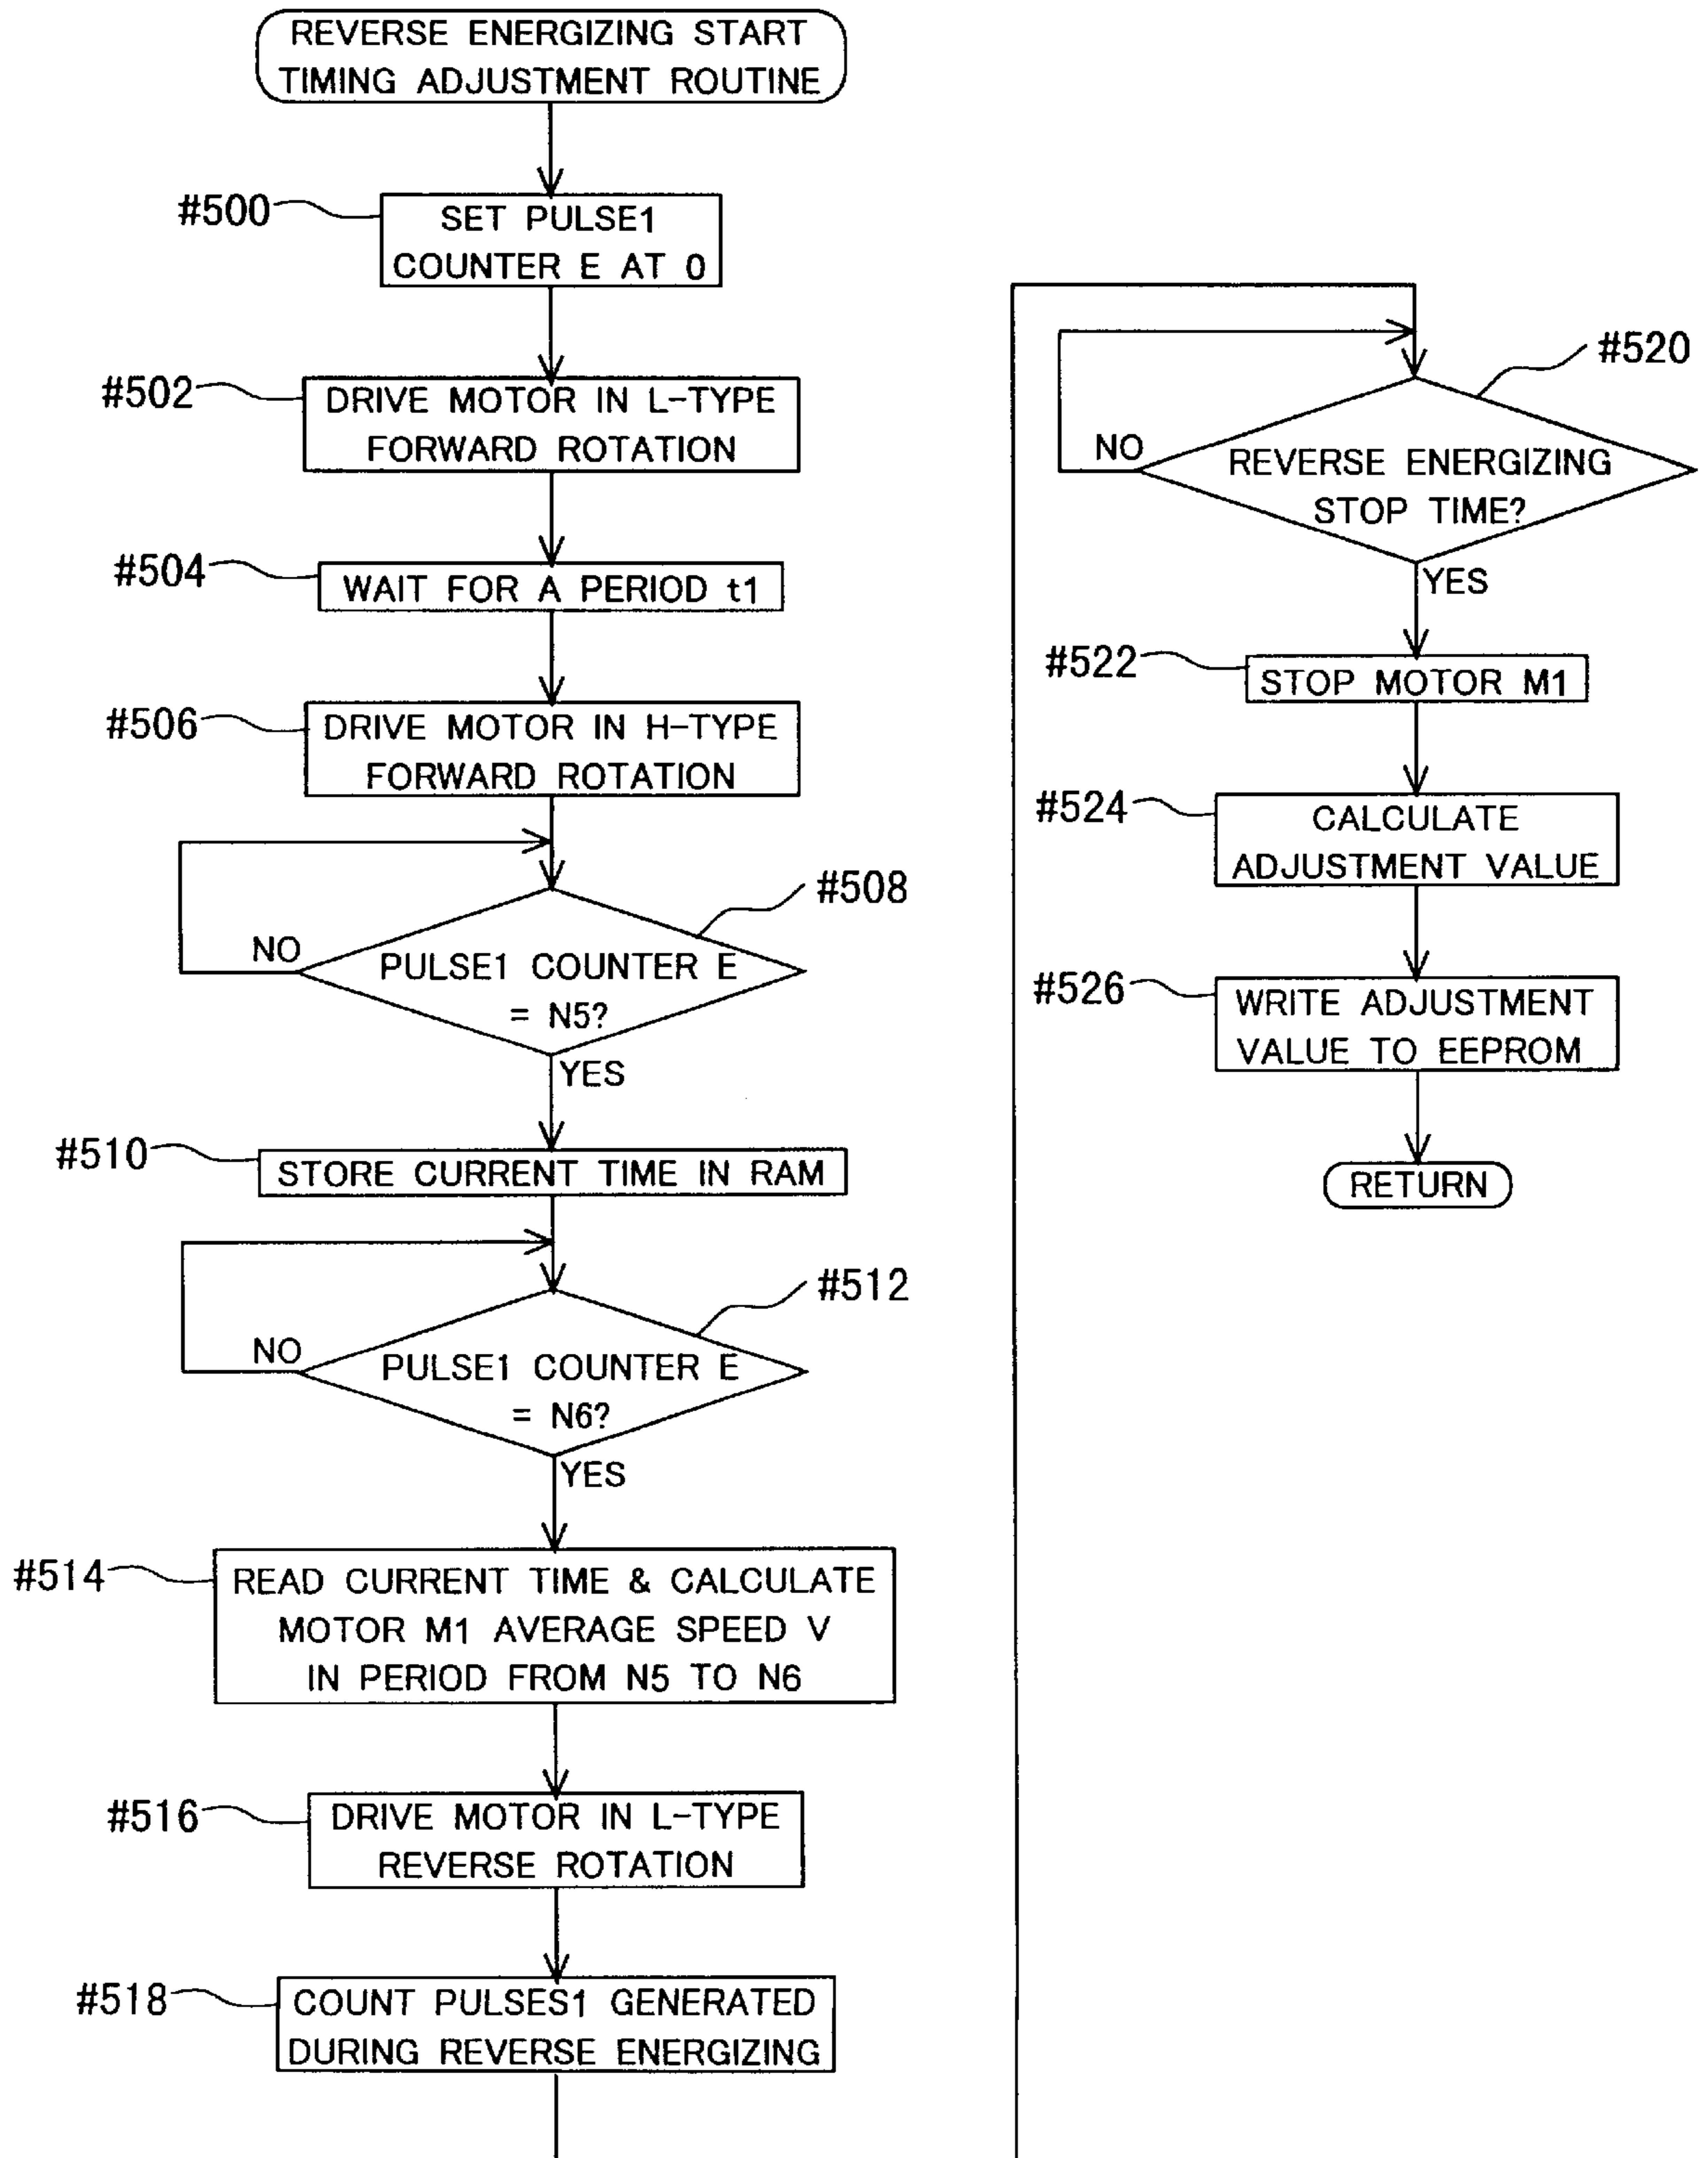 REVERSE ENERGIZING START
TIMING ADJUSTMENT ROUTINE
#500
SET PULSE1
COUNTER E AT 0
#502
DRIVE MOTOR IN L-TYPE
FORWARD ROTATION
#504
WAIT FOR A PERIOD t1
#506
DRIVE MOTOR IN H-TYPE
FORWARD ROTATION
#508
NO
PULSE1 COUNTER E
= N5?
YES
#510
STORE CURRENT TIME IN RAM
#512
NO
PULSE1 COUNTER E
= N6?
YES
#514
READ CURRENT TIME & CALCULATE
MOTOR M1 AVERAGE SPEED V
IN PERIOD FROM N5 TO N6
#516
DRIVE MOTOR IN L-TYPE
REVERSE ROTATION
#518
COUNT PULSES1 GENERATED
DURING REVERSE ENERGIZING
#520
NO
REVERSE ENERGIZING
STOP TIME?
YES
#522
STOP MOTOR M1
#524
CALCULATE
ADJUSTMENT VALUE
#526
WRITE ADJUSTMENT
VALUE TO EEPROM
RETURN